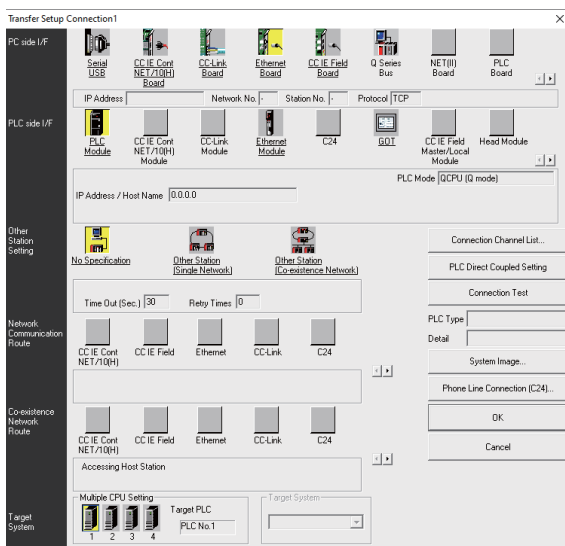 Transfer Setup Connection1
PC side I/F
Serial
USB
CC IE Cont
NET/10(H)
Board
CC-Link
Board
Ethernet
Board
CC IE Field
Board
Q Series
Bus
NET(II)
Board
PLC
Board
IP Address
Network No. -
Station No. -
Protocol TCP
PLC side I/F
PLC
Module
CC IE Cont
NET/10(H)
Module
CC-Link
Module
Ethernet
Module
C24
GOT
CC IE Field
Master/Local
Module
Head Module
PLC Mode QCPU (Q mode)
IP Address / Host Name 0.0.0.0
Other
Station
Setting
No Specification
Other Station
(Single Network)
Other Station
(Co-existence Network)
Time Out (Sec.) 30
Retry Times 0
Network
Communication
Route
CC IE Cont
NET/10(H)
CC IE Field
Ethernet
CC-Link
C24
Co-existence
Network
Route
CC IE Cont
NET/10(H)
CC IE Field
Ethernet
CC-Link
C24
Accessing Host Station
Target
System
Multiple CPU Setting
1 2 3 4
Target PLC
PLC No.1
Target System
Connection Channel List...
PLC Direct Coupled Setting
Connection Test
PLC Type
Detail
System Image...
Phone Line Connection (C24)...
OK
Cancel